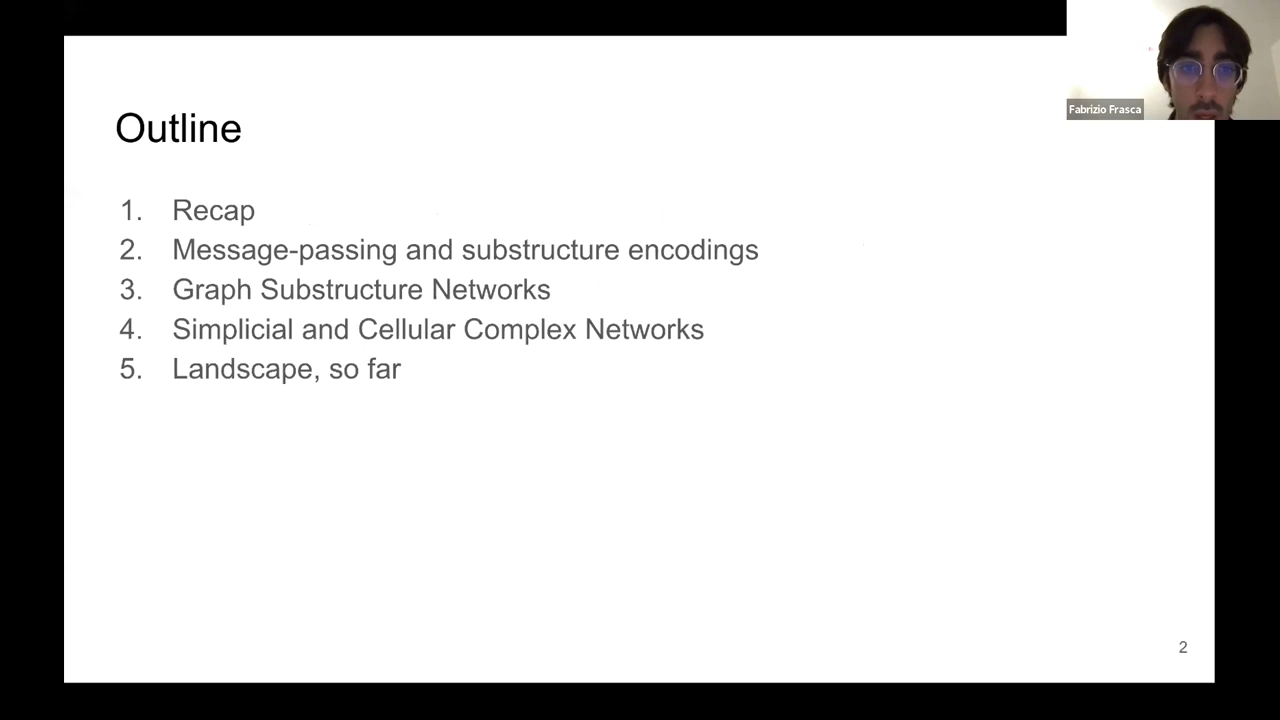 Fabrizio Frasca
Outline
1. Recap
2. Message-passing and substructure encodings
3. Graph Substructure Networks
4. Simplicial and Cellular Complex Networks
5. Landscape, so far
2